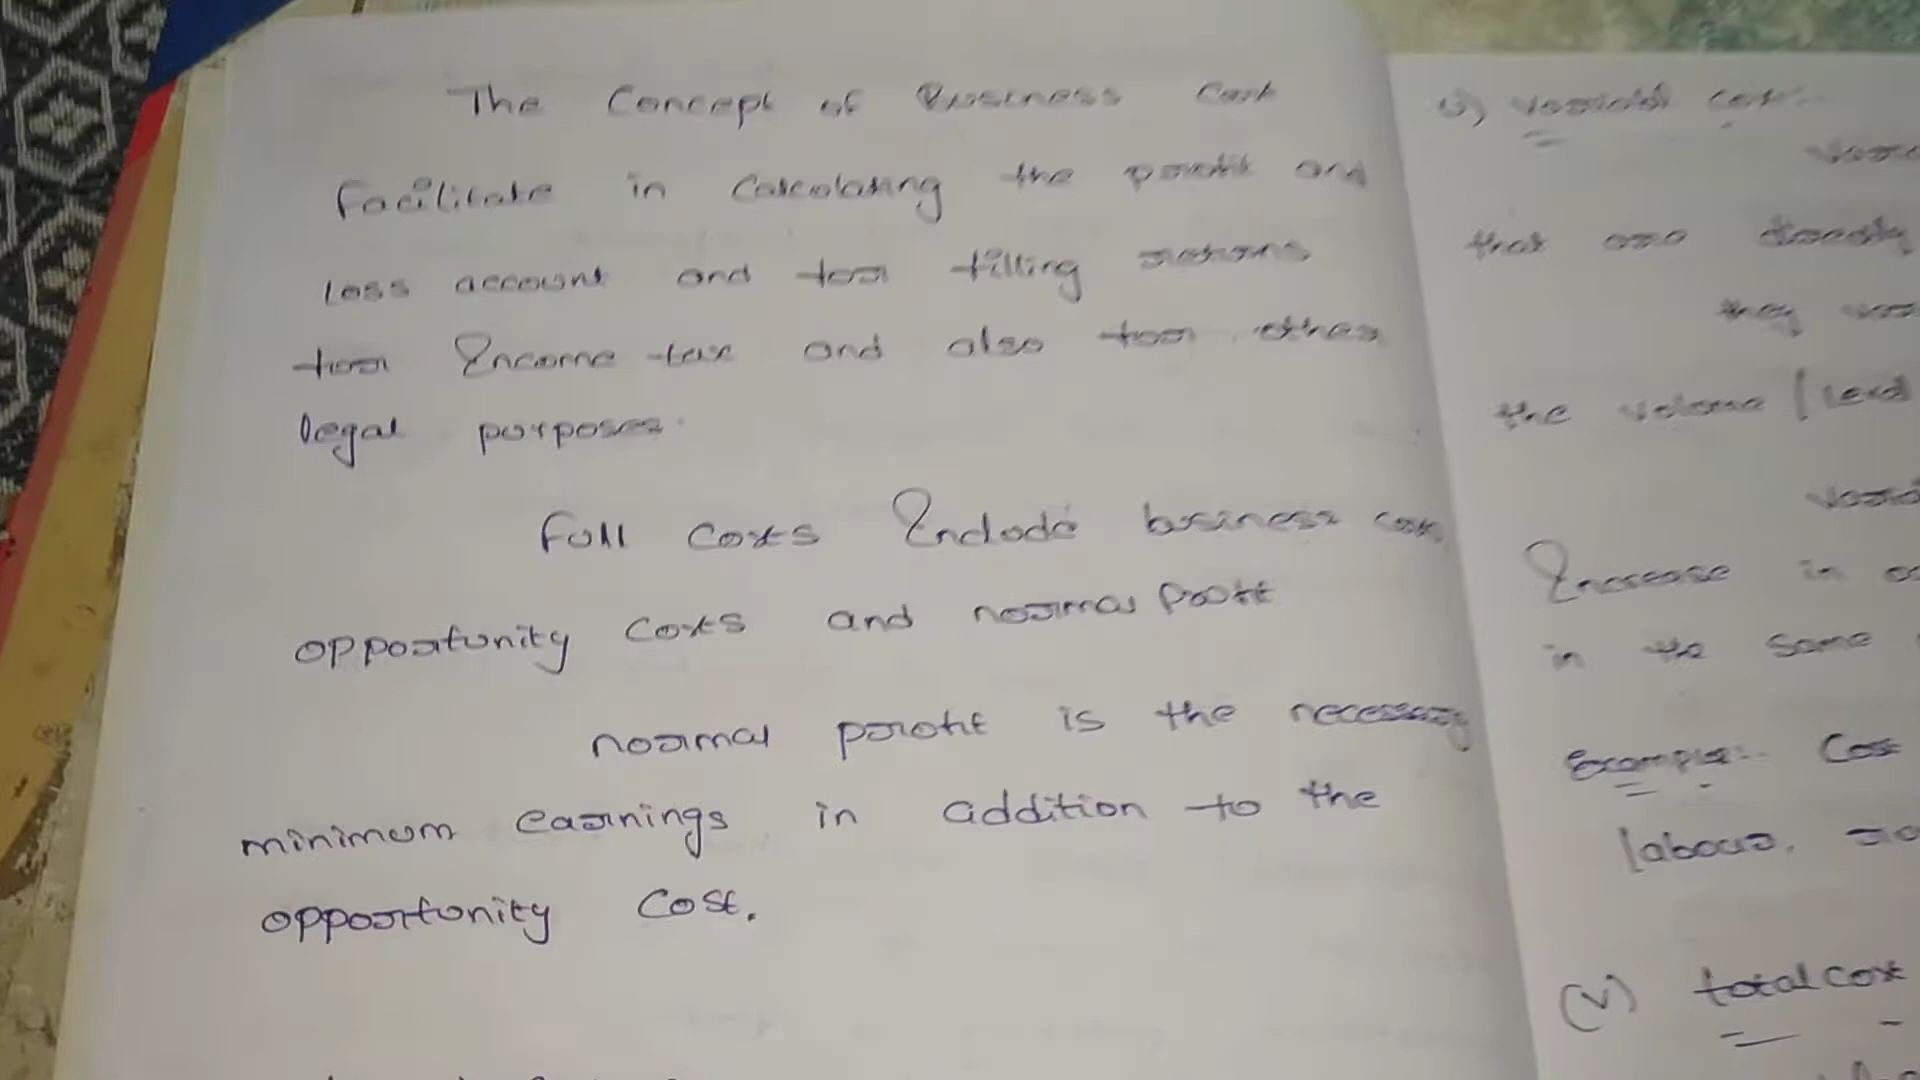 The Concept of Business Cost
facilitate in Calculating the profit and
loss account and for filling returns
for Income-tax and also for other
legal purposes.
Full Costs Include business cost
opportunity Costs and normal Profit
normal profit is the necessary
minimum earnings in addition to the
opportunity Cost.
variable cost:-
that are directly
they
the volume / level
Increase in
in the same
Example:- Cost
labour,
(V) total cost